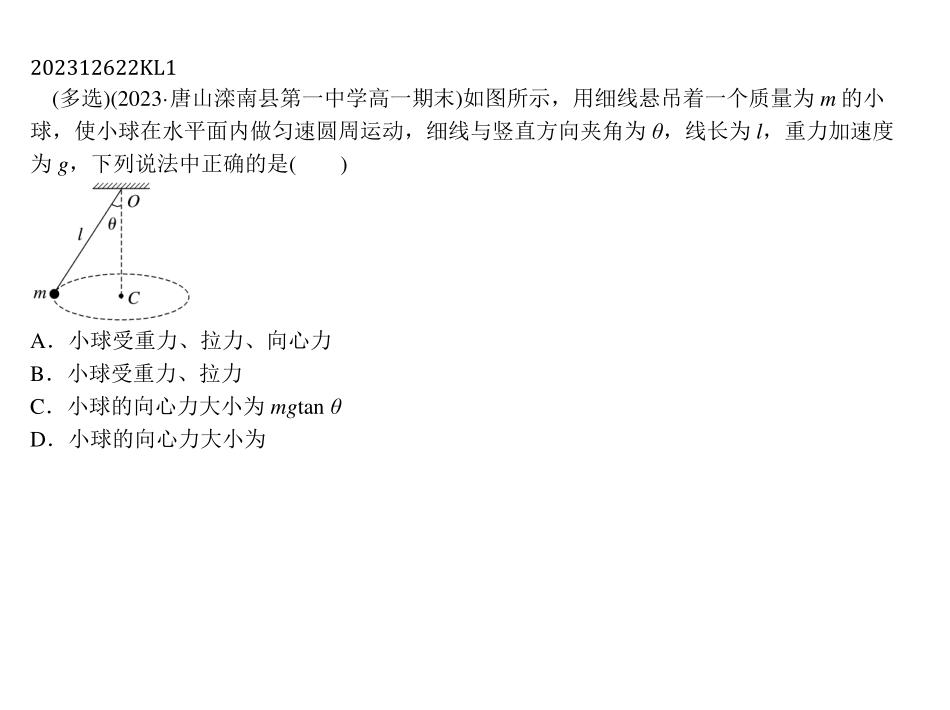 202312622KL1
(多选)(2023·唐山滦南县第一中学高一期末)如图所示，用细线悬吊着一个质量为 m 的小
球，使小球在水平面内做匀速圆周运动，细线与竖直方向夹角为 θ，线长为 l，重力加速度
为 g，下列说法中正确的是(　　)
O
θ
l
m
C
A．小球受重力、拉力、向心力
B．小球受重力、拉力
C．小球的向心力大小为 mgtan θ
D．小球的向心力大小为